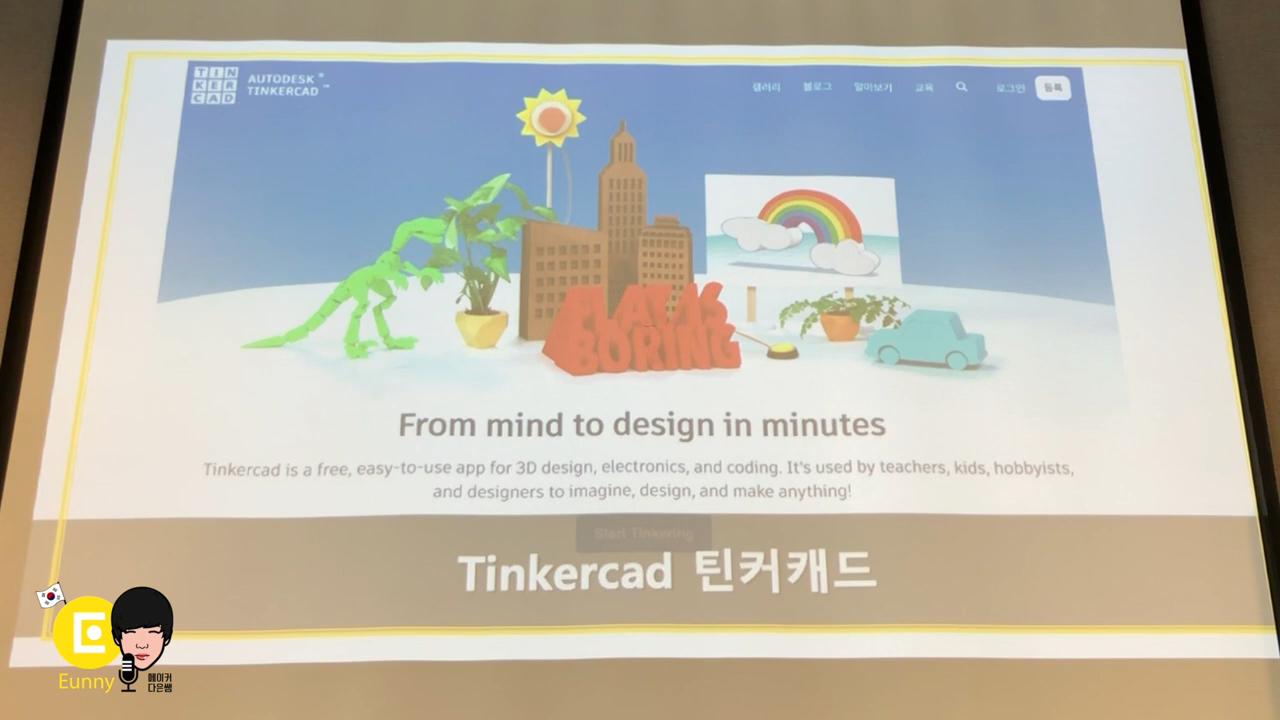 TIN
KER
CAD
AUTODESK®
TINKERCAD™
갤러리 블로그 알아보기 교육 로그인 등록
FLAT IS
BORING
From mind to design in minutes
Tinkercad is a free, easy-to-use app for 3D design, electronics, and coding. It's used by teachers, kids, hobbyists,
and designers to imagine, design, and make anything!
Start Tinkering
Tinkercad 틴커캐드
Eunny
메이커
다은쌤